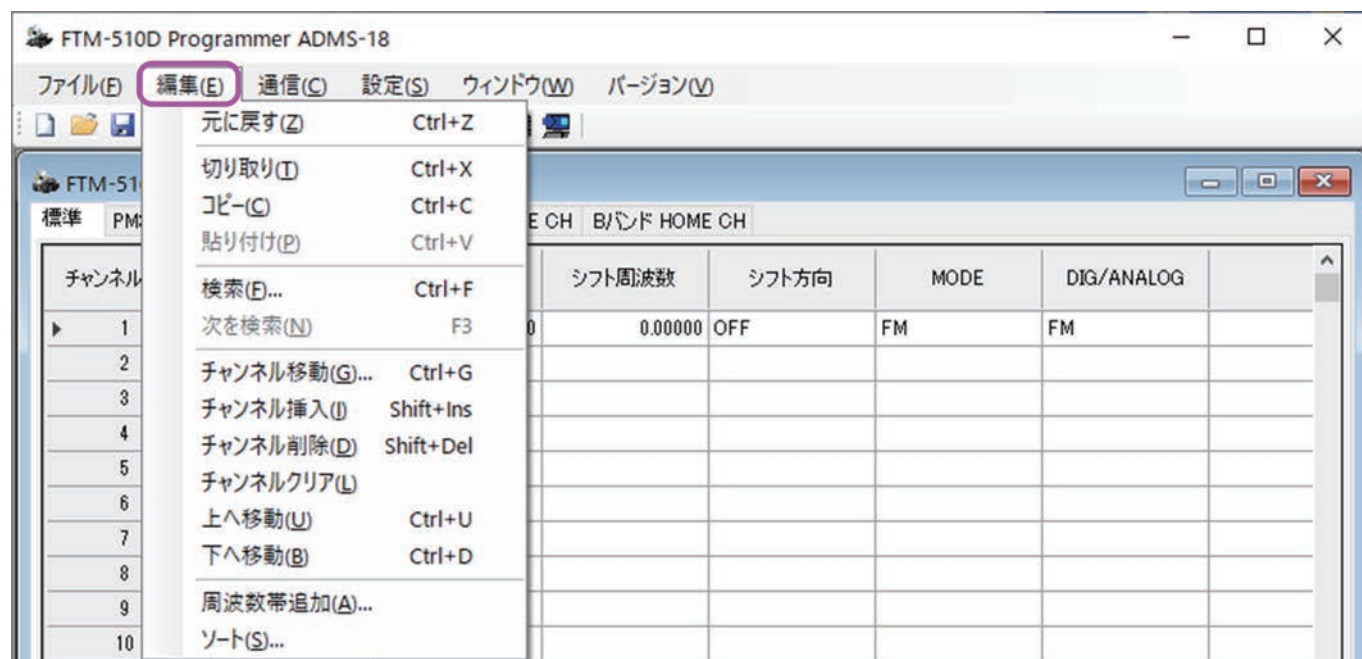 FTM-510D Programmer ADMS-18
ファイル(F) 編集(E) 通信(C) 設定(S) ウィンドウ(W) バージョン(V)
元に戻す(Z) Ctrl+Z
切り取り(T) Ctrl+X
コピー(C) Ctrl+C
貼り付け(P) Ctrl+V
検索(F)... Ctrl+F
次を検索(N) F3
チャンネル移動(G)... Ctrl+G
チャンネル挿入(I) Shift+Ins
チャンネル削除(D) Shift+Del
チャンネルクリア(L)
上へ移動(U) Ctrl+U
下へ移動(B) Ctrl+D
周波数帯追加(A)...
ソート(S)...
FTM-51
標準 PM E CH Bバンド HOME CH
チャンネル シフト周波数 シフト方向 MODE DIG/ANALOG
1 0 0.00000 OFF FM FM
2
3
4
5
6
7
8
9
10